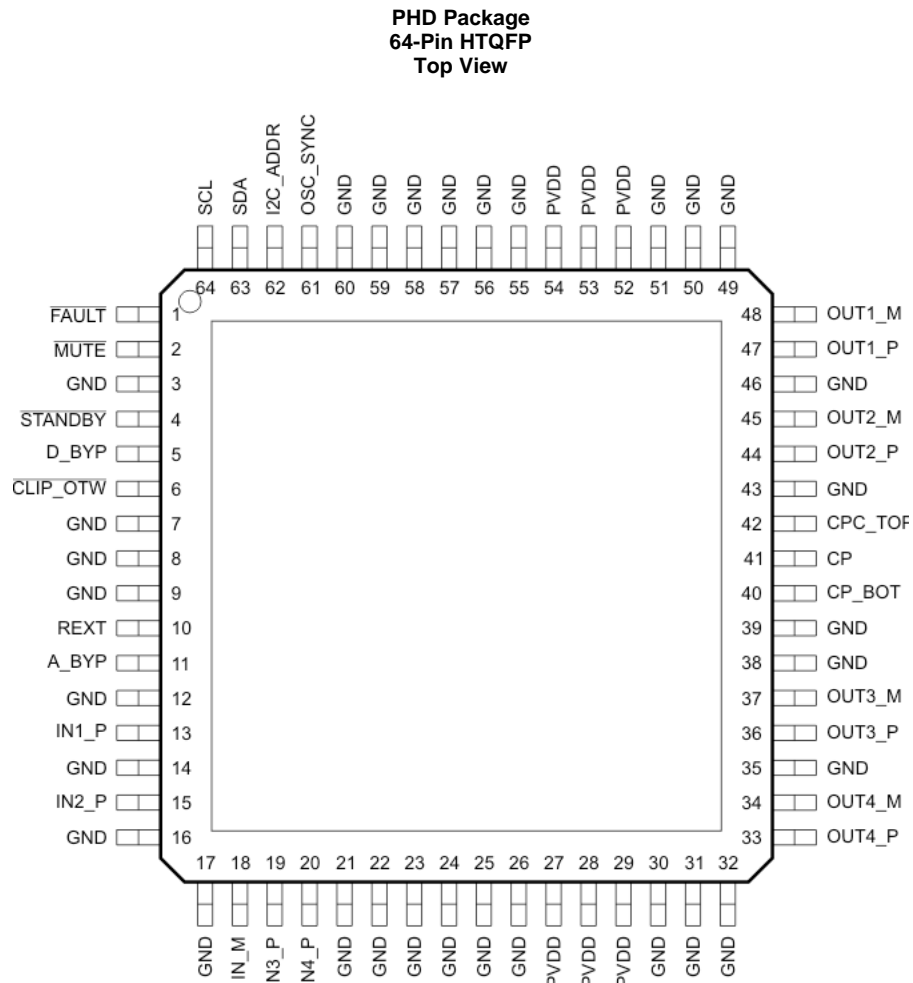 PHD Package
64-Pin HTQFP
Top View
SCL
SDA
I2C_ADDR
OSC_SYNC
GND
GND
GND
GND
GND
GND
PVDD
PVDD
PVDD
GND
GND
GND
64 63 62 61 60 59 58 57 56 55 54 53 52 51 50 49
FAULT 1
MUTE 2
GND 3
STANDBY 4
D_BYP 5
CLIP_OTW 6
GND 7
GND 8
GND 9
REXT 10
A_BYP 11
GND 12
IN1_P 13
GND 14
IN2_P 15
GND 16
48 OUT1_M
47 OUT1_P
46 GND
45 OUT2_M
44 OUT2_P
43 GND
42 CPC_TOP
41 CP
40 CP_BOT
39 GND
38 GND
37 OUT3_M
36 OUT3_P
35 GND
34 OUT4_M
33 OUT4_P
17 18 19 20 21 22 23 24 25 26 27 28 29 30 31 32
GND
IN_M
N3_P
N4_P
GND
GND
GND
GND
GND
GND
PVDD
PVDD
PVDD
GND
GND
GND